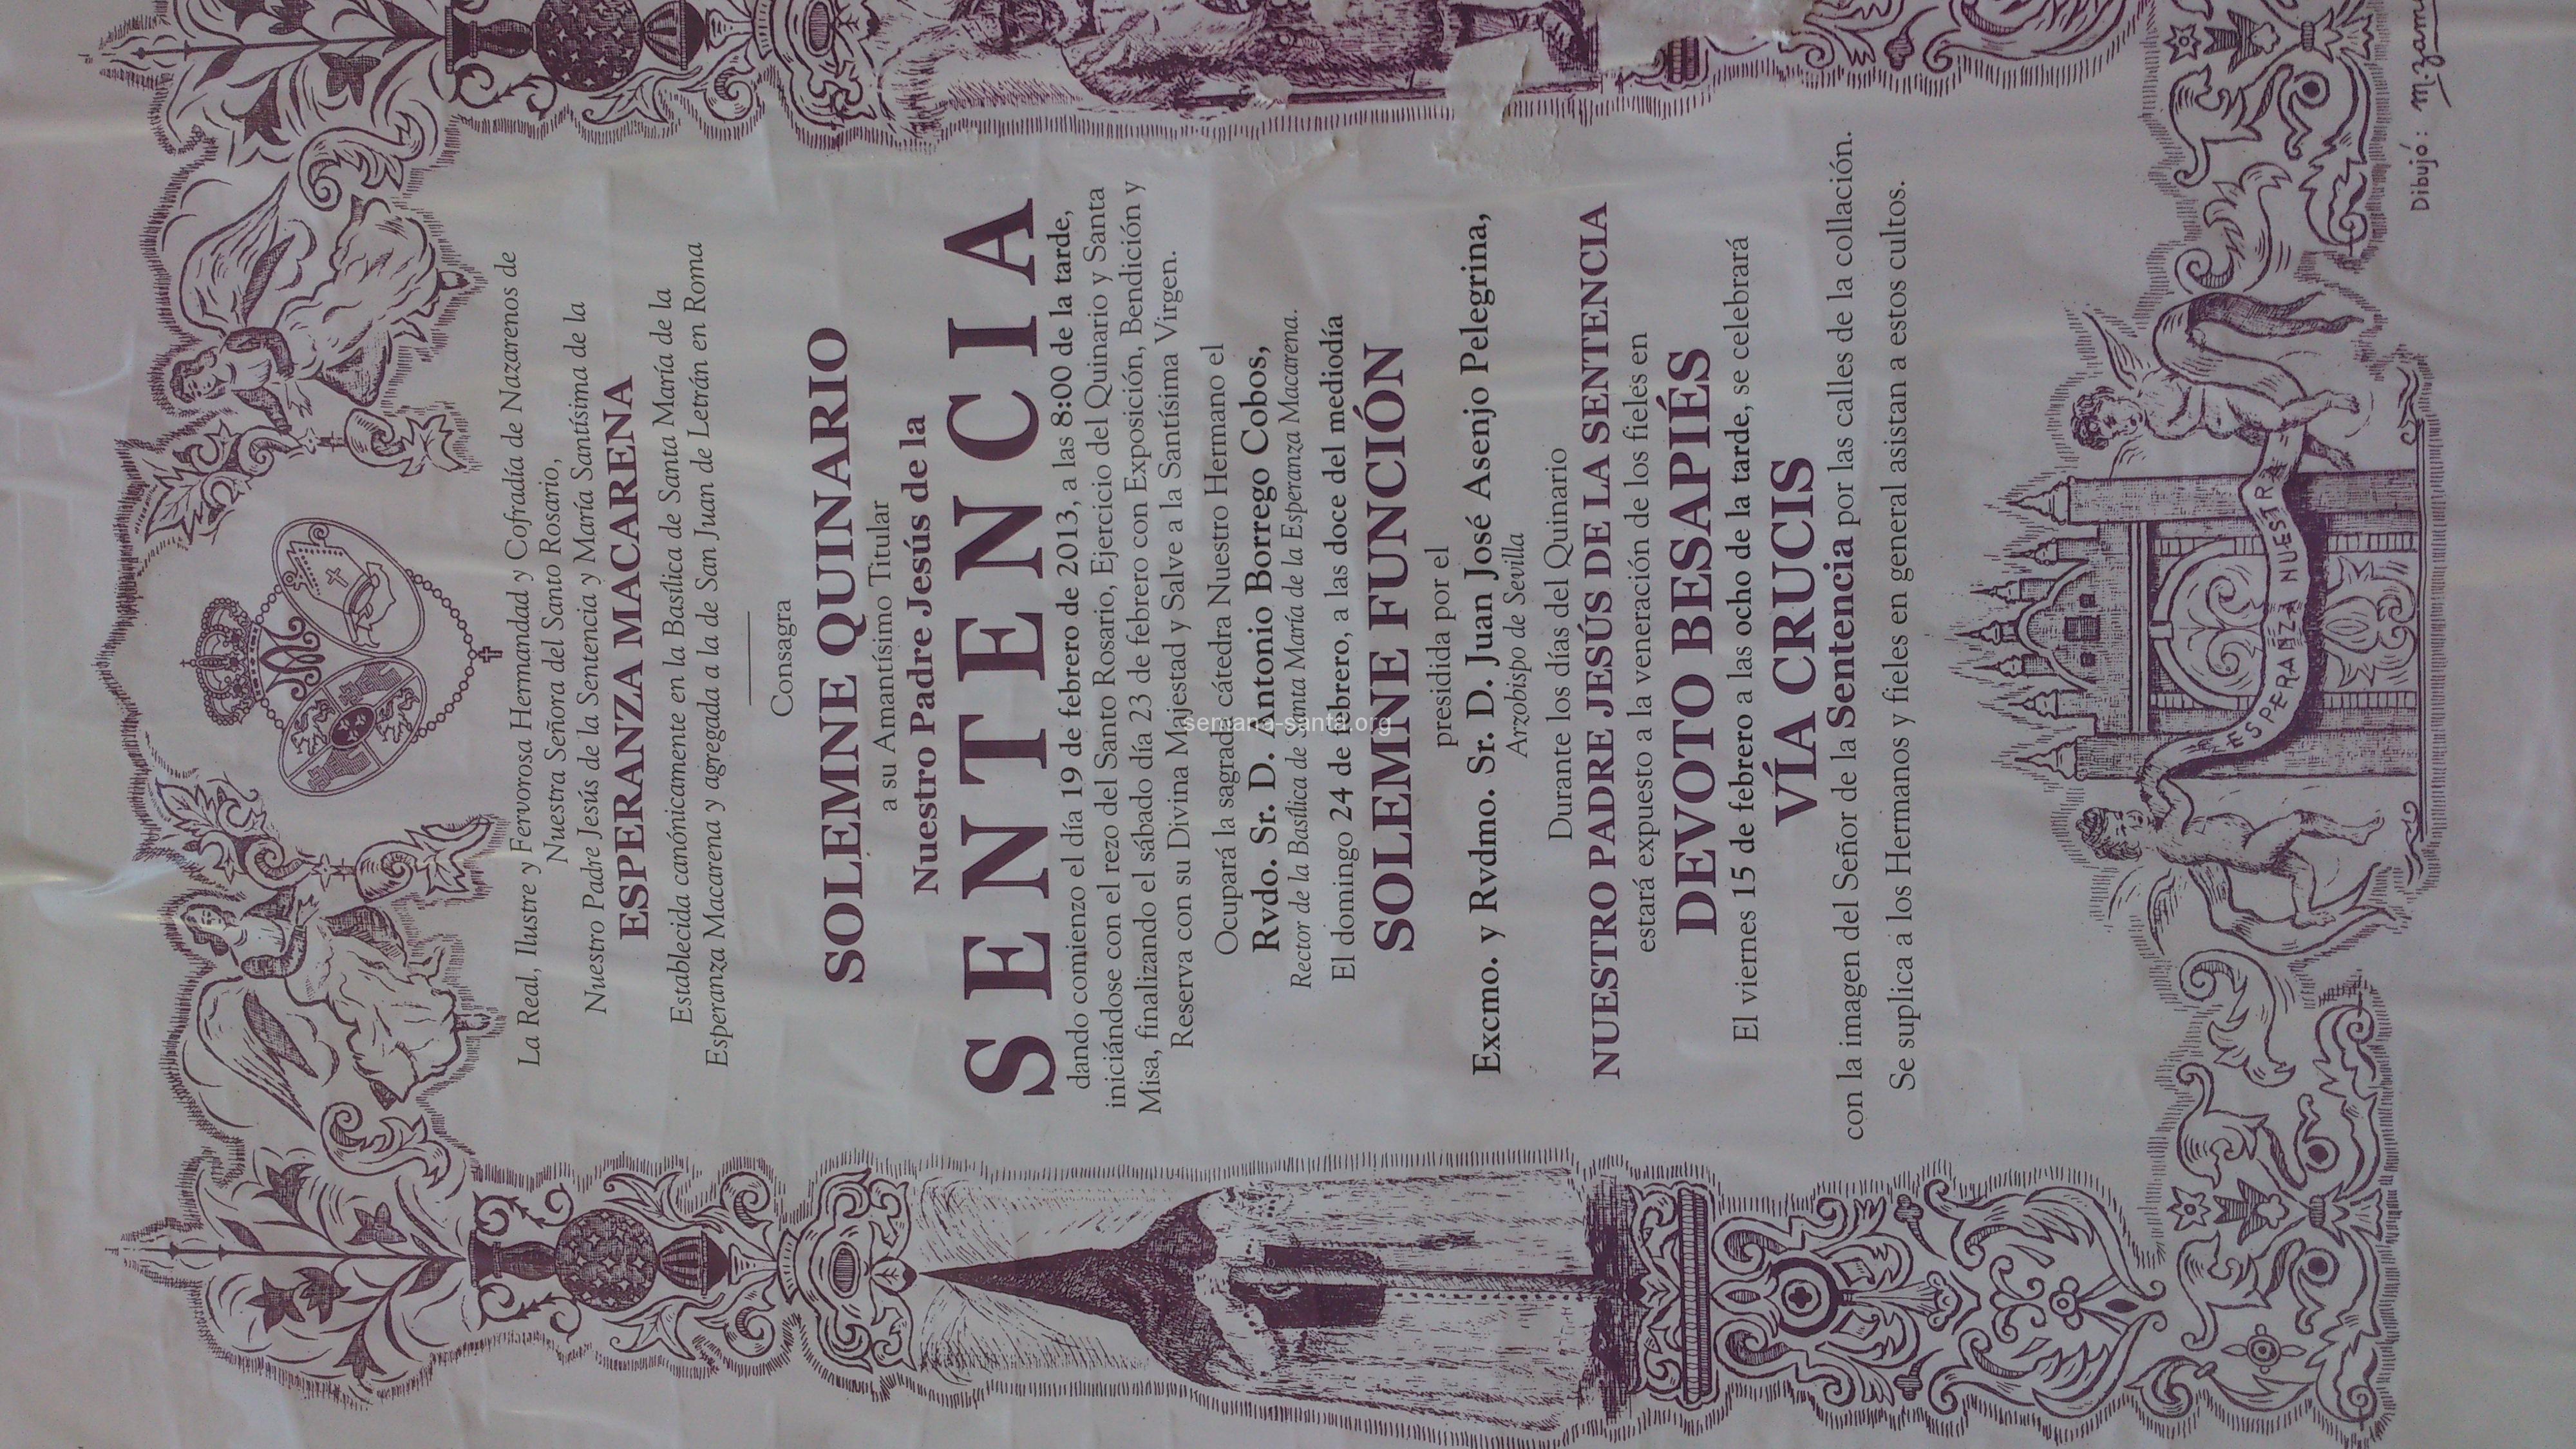 La Real, Ilustre y Fervorosa Hermandad y Cofradía de Nazarenos de
Nuestra Señora del Santo Rosario,
Nuestro Padre Jesús de la Sentencia y María Santísima de la
ESPERANZA MACARENA
Establecida canónicamente en la Basílica de Santa María de la
Esperanza Macarena y agregada a la de San Juan de Letrán en Roma
Consagra
SOLEMNE QUINARIO
a su Amantísimo Titular
Nuestro Padre Jesús de la
SENTENCIA
dando comienzo el día 19 de febrero de 2013, a las 8:00 de la tarde,
iniciándose con el rezo del Santo Rosario, Ejercicio del Quinario y Santa
Misa, finalizando el sábado día 23 de febrero con Exposición, Bendición y
Reserva con su Divina Majestad y Salve a la Santísima Virgen.
Ocupará la sagrada cátedra Nuestro Hermano el
Rvdo. Sr. D. Antonio Borrego Cobos,
Rector de la Basílica de Santa María de la Esperanza Macarena.
El domingo 24 de febrero, a las doce del mediodía
SOLEMNE FUNCIÓN
presidida por el
Excmo. y Rvdmo. Sr. D. Juan José Asenjo Pelegrina,
Arzobispo de Sevilla
Durante los días del Quinario
NUESTRO PADRE JESÚS DE LA SENTENCIA
estará expuesto a la veneración de los fieles en
DEVOTO BESAPIÉS
El viernes 15 de febrero a las ocho de la tarde, se celebrará
VÍA CRUCIS
con la imagen del Señor de la Sentencia por las calles de la collación.
Se suplica a los Hermanos y fieles en general asistan a estos cultos.
ESPERANZA NUESTR
Dibujó:
semana-santa.org